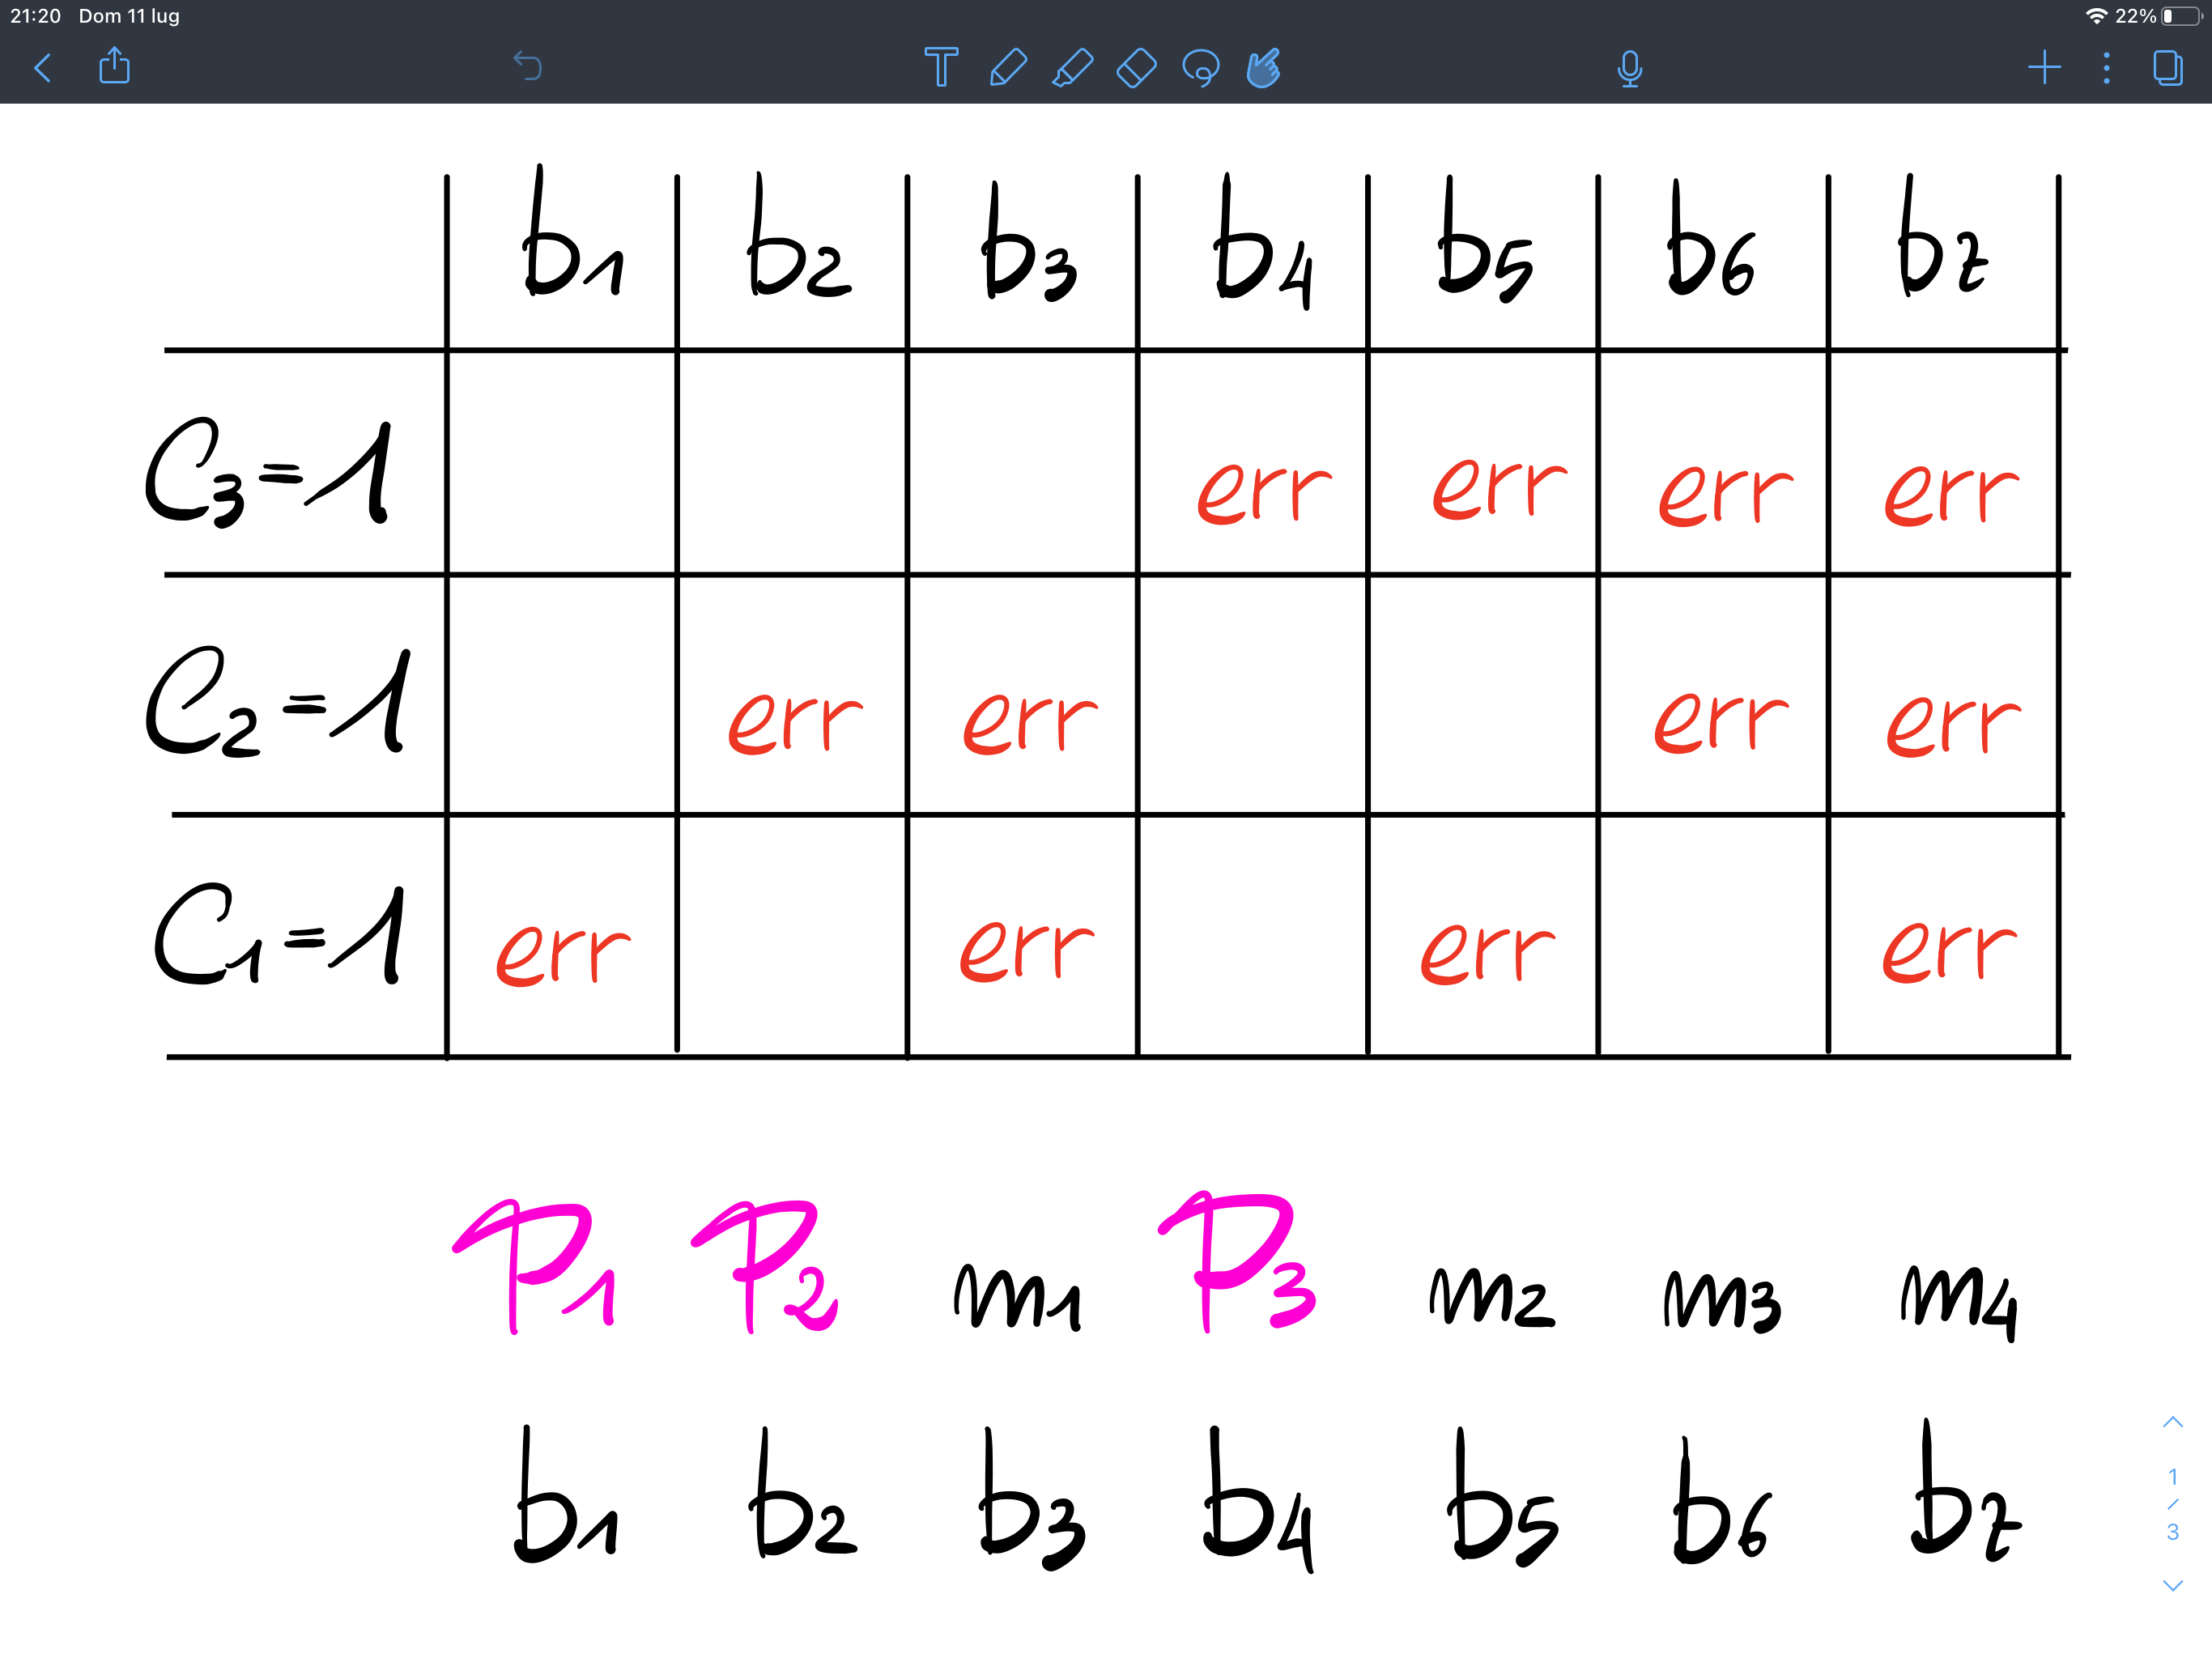 21:20 Dom 11 lug 22%
b1 b2 b3 b4 b5 b6 b7
C3=1 err err err err
C2=1 err err err err
C1=1 err err err err
P1 P2 m1 P3 m2 m3 m4
b1 b2 b3 b4 b5 b6 b7
1
/
3